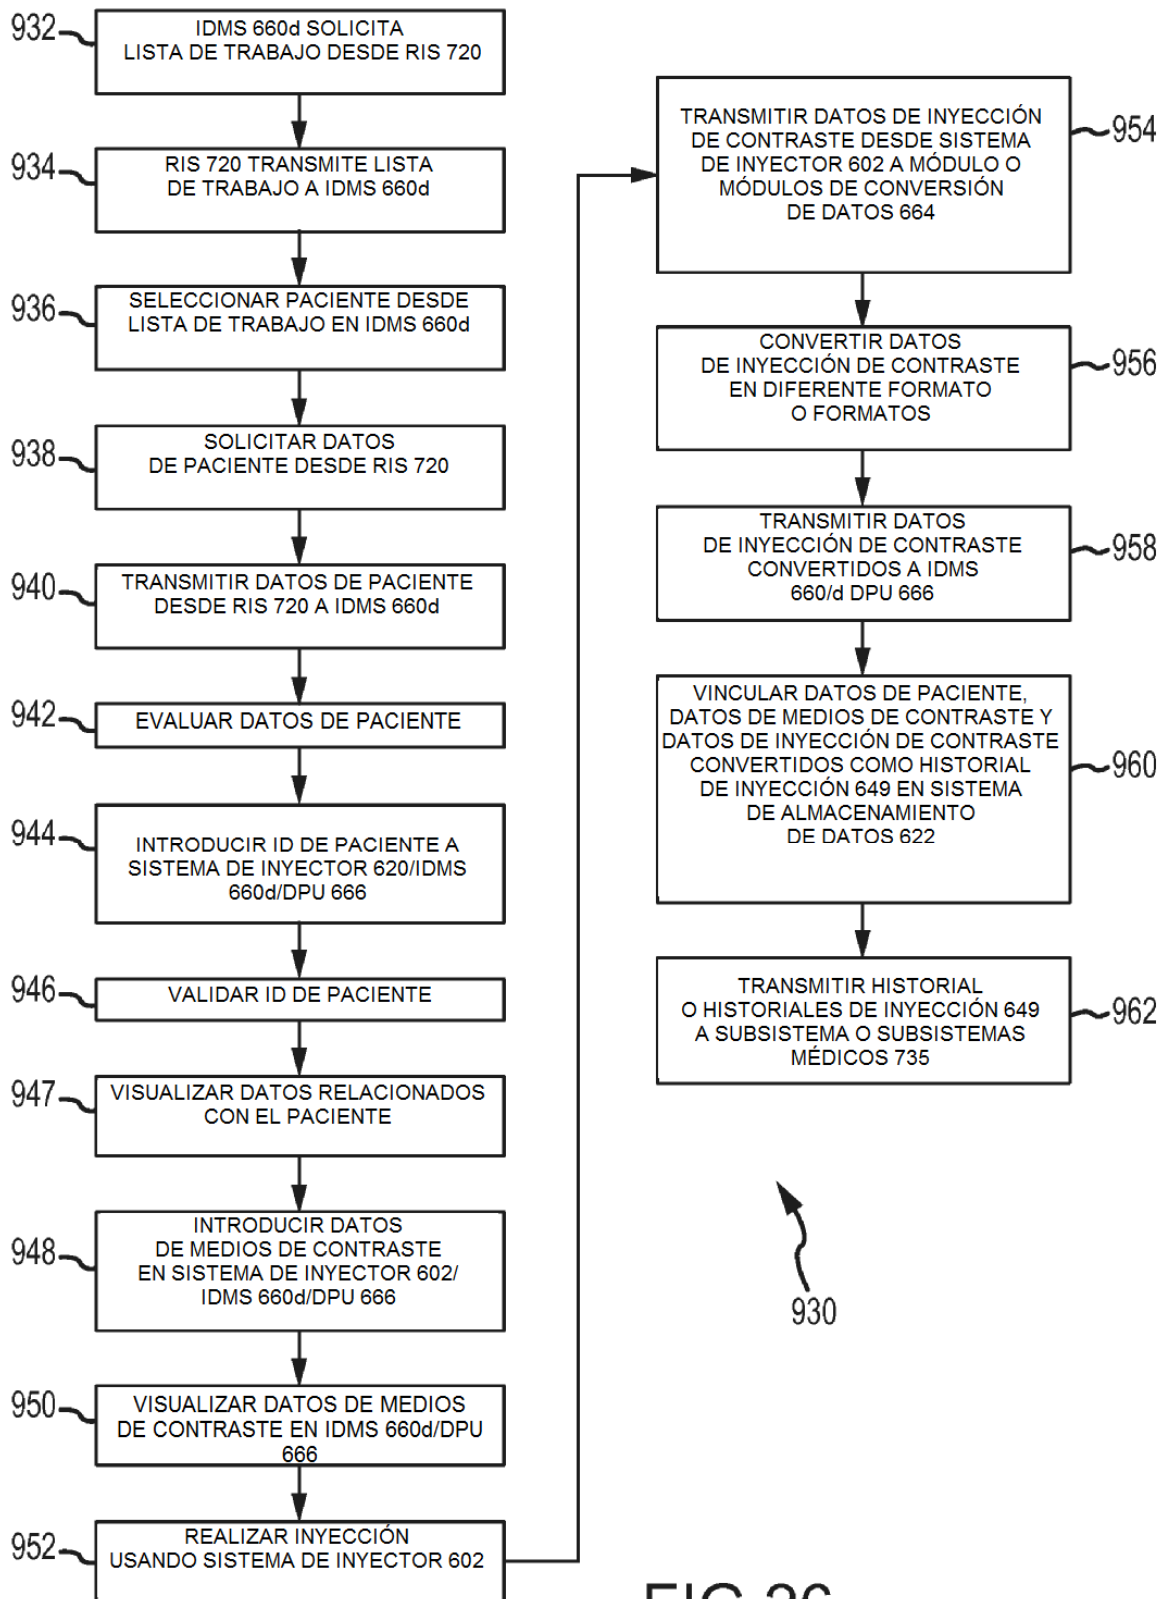 932
IDMS 660d SOLICITA
LISTA DE TRABAJO DESDE RIS 720
934
RIS 720 TRANSMITE LISTA
DE TRABAJO A IDMS 660d
936
SELECCIONAR PACIENTE DESDE
LISTA DE TRABAJO EN IDMS 660d
938
SOLICITAR DATOS
DE PACIENTE DESDE RIS 720
940
TRANSMITIR DATOS DE PACIENTE
DESDE RIS 720 A IDMS 660d
942
EVALUAR DATOS DE PACIENTE
944
INTRODUCIR ID DE PACIENTE A
SISTEMA DE INYECTOR 620/IDMS
660d/DPU 666
946
VALIDAR ID DE PACIENTE
947
VISUALIZAR DATOS RELACIONADOS
CON EL PACIENTE
948
INTRODUCIR DATOS
DE MEDIOS DE CONTRASTE
EN SISTEMA DE INYECTOR 602/
IDMS 660d/DPU 666
950
VISUALIZAR DATOS DE MEDIOS
DE CONTRASTE EN IDMS 660d/DPU
666
952
REALIZAR INYECCIÓN
USANDO SISTEMA DE INYECTOR 602
TRANSMITIR DATOS DE INYECCIÓN
DE CONTRASTE DESDE SISTEMA
DE INYECTOR 602 A MÓDULO O
MÓDULOS DE CONVERSIÓN
DE DATOS 664
954
CONVERTIR DATOS
DE INYECCIÓN DE CONTRASTE
EN DIFERENTE FORMATO
O FORMATOS
956
TRANSMITIR DATOS
DE INYECCIÓN DE CONTRASTE
CONVERTIDOS A IDMS
660/d DPU 666
958
VINCULAR DATOS DE PACIENTE,
DATOS DE MEDIOS DE CONTRASTE Y
DATOS DE INYECCIÓN DE CONTRASTE
CONVERTIDOS COMO HISTORIAL
DE INYECCIÓN 649 EN SISTEMA
DE ALMACENAMIENTO
DE DATOS 622
960
TRANSMITIR HISTORIAL
O HISTORIALES DE INYECCIÓN 649
A SUBSISTEMA O SUBSISTEMAS
MÉDICOS 735
962
930